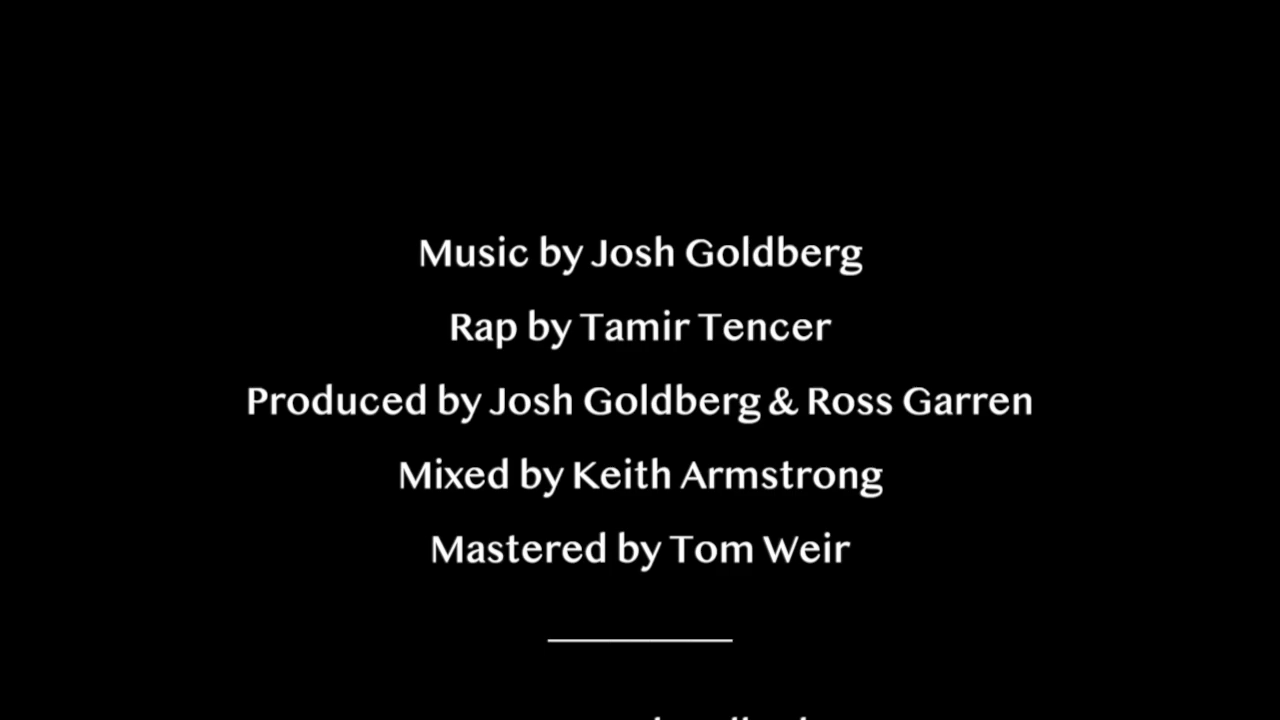 Music by Josh Goldberg
Rap by Tamir Tencer
Produced by Josh Goldberg & Ross Garren
Mixed by Keith Armstrong
Mastered by Tom Weir